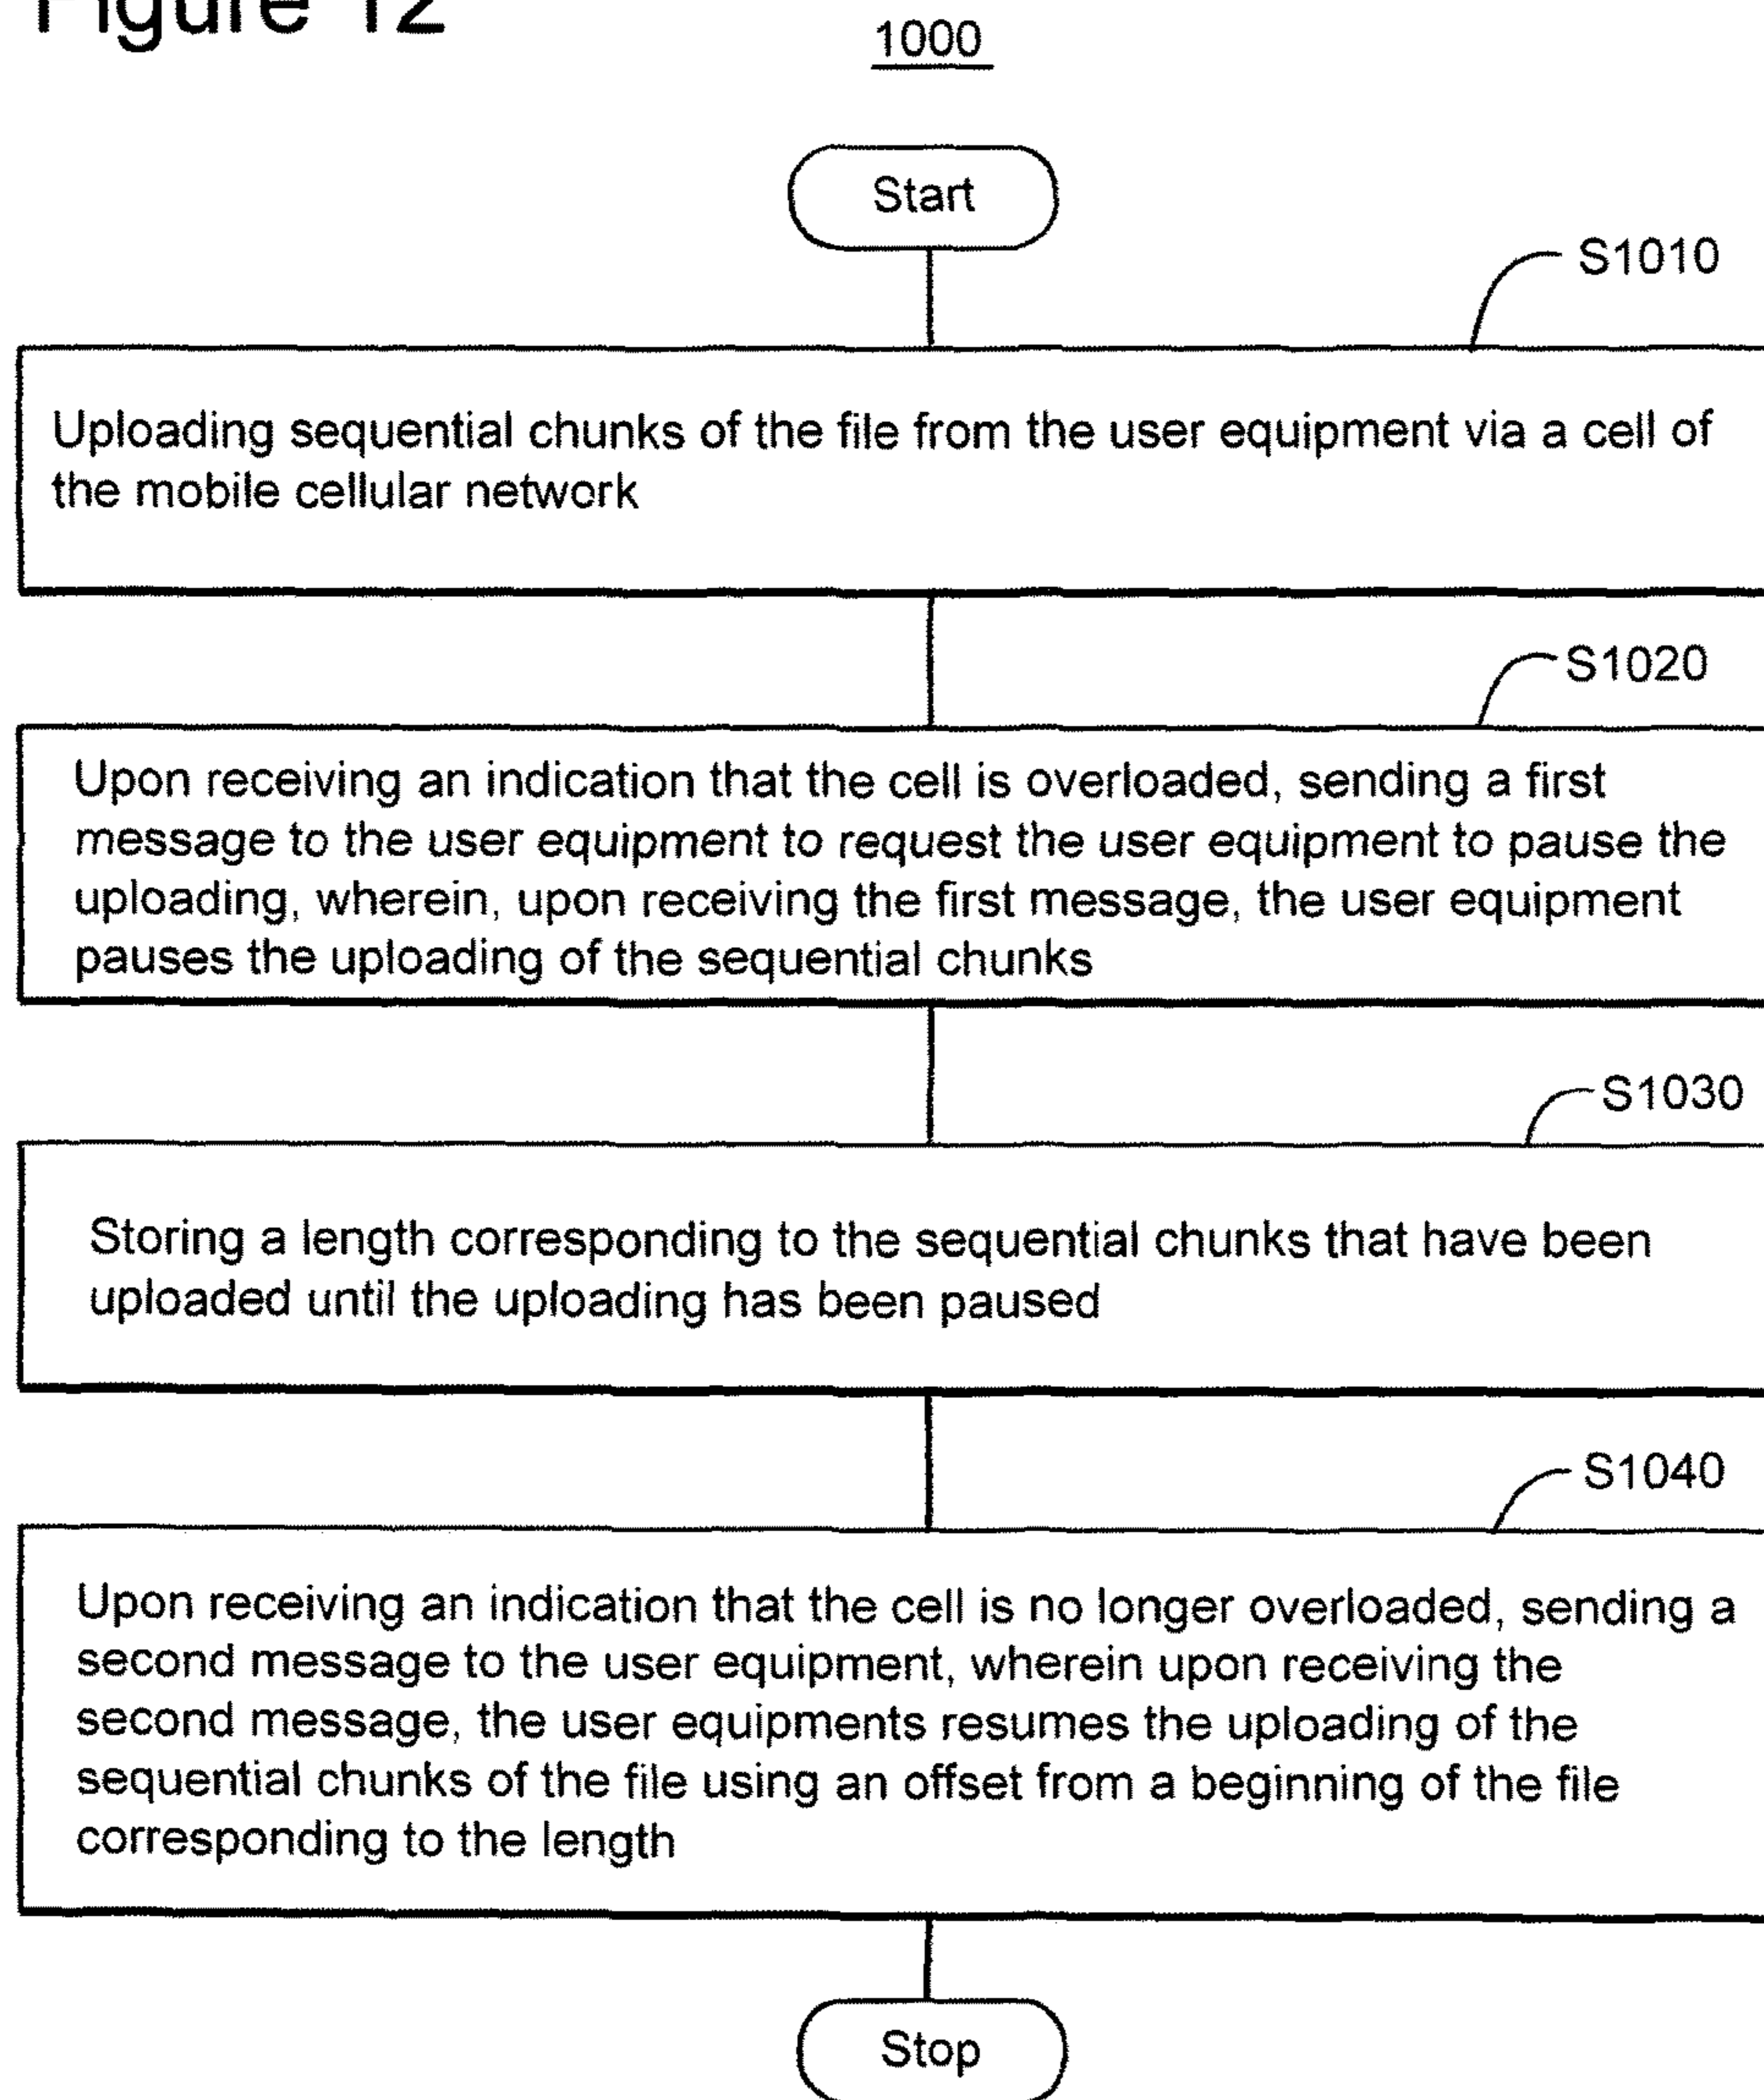 Figure 12
1000
Start
S1010
Uploading sequential chunks of the file from the user equipment via a cell of
the mobile cellular network
S1020
Upon receiving an indication that the cell is overloaded, sending a first
message to the user equipment to request the user equipment to pause the
uploading, wherein, upon receiving the first message, the user equipment
pauses the uploading of the sequential chunks
S1030
Storing a length corresponding to the sequential chunks that have been
uploaded until the uploading has been paused
S1040
Upon receiving an indication that the cell is no longer overloaded, sending a
second message to the user equipment, wherein upon receiving the
second message, the user equipments resumes the uploading of the
sequential chunks of the file using an offset from a beginning of the file
corresponding to the length
Stop